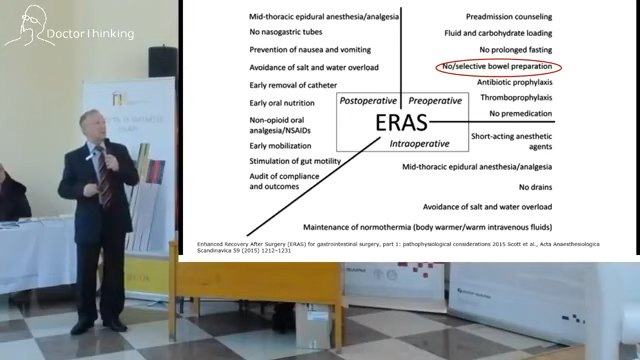 DoctorThinking
Mid-thoracic epidural anesthesia/analgesia
No nasogastric tubes
Prevention of nausea and vomiting
Avoidance of salt and water overload
Early removal of catheter
Early oral nutrition
Non-opioid oral
analgesia/NSAIDs
Early mobilization
Stimulation of gut motility
Audit of compliance
and outcomes
Preadmission counseling
Fluid and carbohydrate loading
No prolonged fasting
No/selective bowel preparation
Antibiotic prophylaxis
Thromboprophylaxis
No premedication
Postoperative
Preoperative
ERAS
Intraoperative
Short-acting anesthetic
agents
Mid-thoracic epidural anesthesia/analgesia
No drains
Avoidance of salt and water overload
Maintenance of normothermia (body warmer/warm intravenous fluids)
Enhanced Recovery After Surgery (ERAS) for gastrointestinal surgery, part 1: pathophysiological considerations 2015 Scott et al., Acta Anaesthesiologica
Scandinavica 59 (2015) 1212–1231